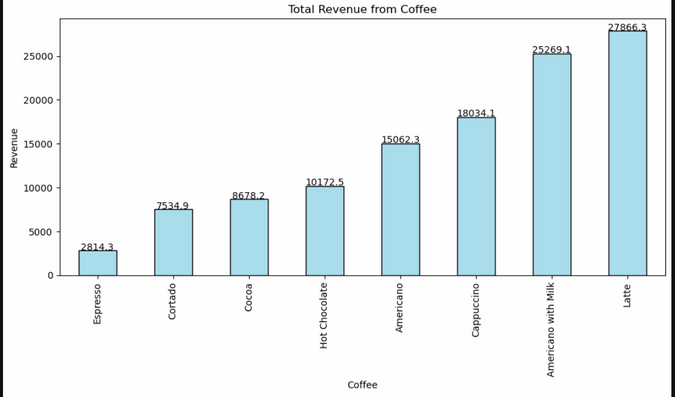 Total Revenue from Coffee
Revenue
25000
20000
15000
10000
5000
0
2814.3
7534.9
8678.2
10172.5
15062.3
18034.1
25269.1
27866.3
Espresso
Cortado
Cocoa
Hot Chocolate
Americano
Cappuccino
Americano with Milk
Latte
Coffee